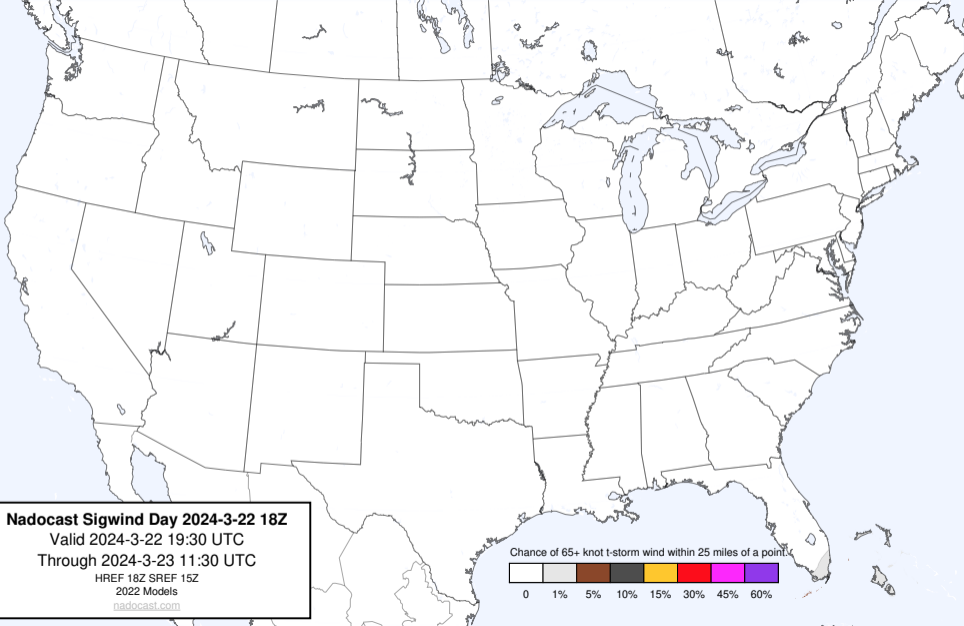 Nadocast Sigwind Day 2024-3-22 18Z
Valid 2024-3-22 19:30 UTC
Through 2024-3-23 11:30 UTC
HREF 18Z SREF 15Z
2022 Models
nadocast.com
Chance of 65+ knot t-storm wind within 25 miles of a point.
0 1% 5% 10% 15% 30% 45% 60%